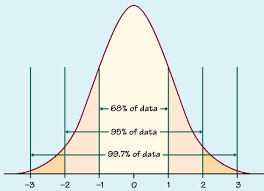 68% of data
95% of data
99.7% of data
−3 −2 −1 0 1 2 3